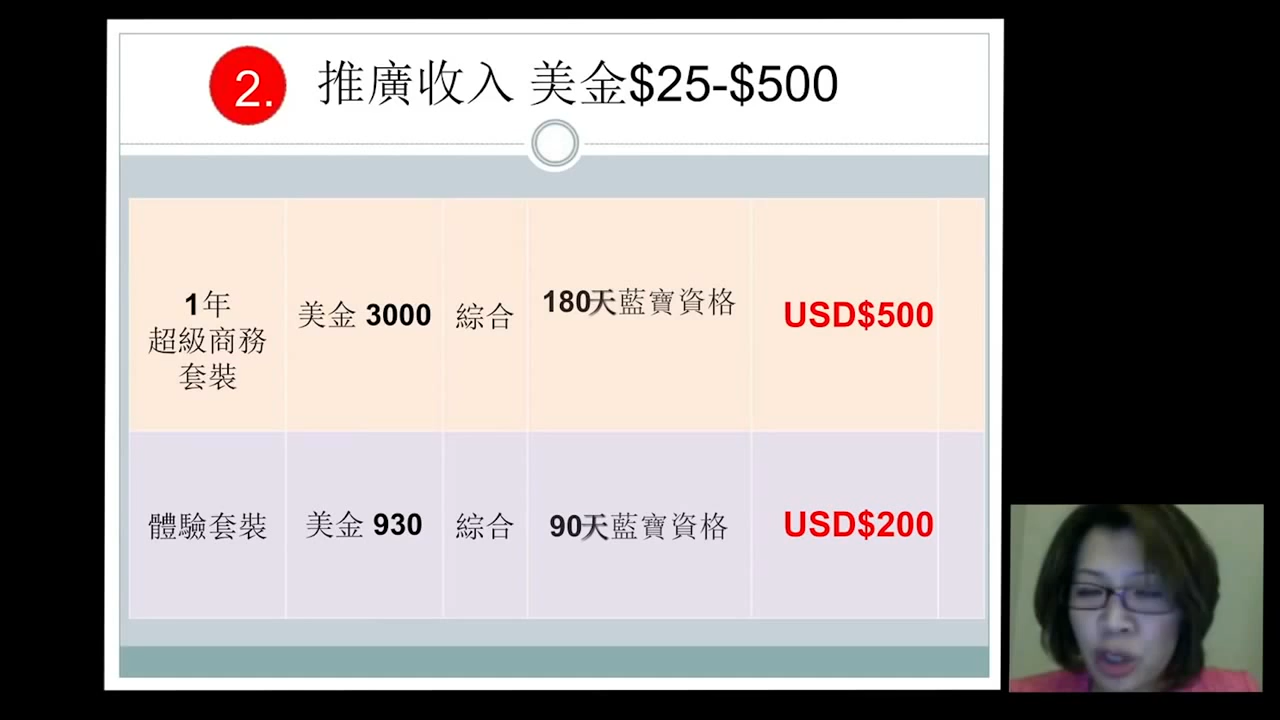 2. 推廣收入 美金$25-$500
1年
超級商務
套裝
美金 3000
綜合
180天藍寶資格
USD$500
體驗套裝
美金 930
綜合
90天藍寶資格
USD$200